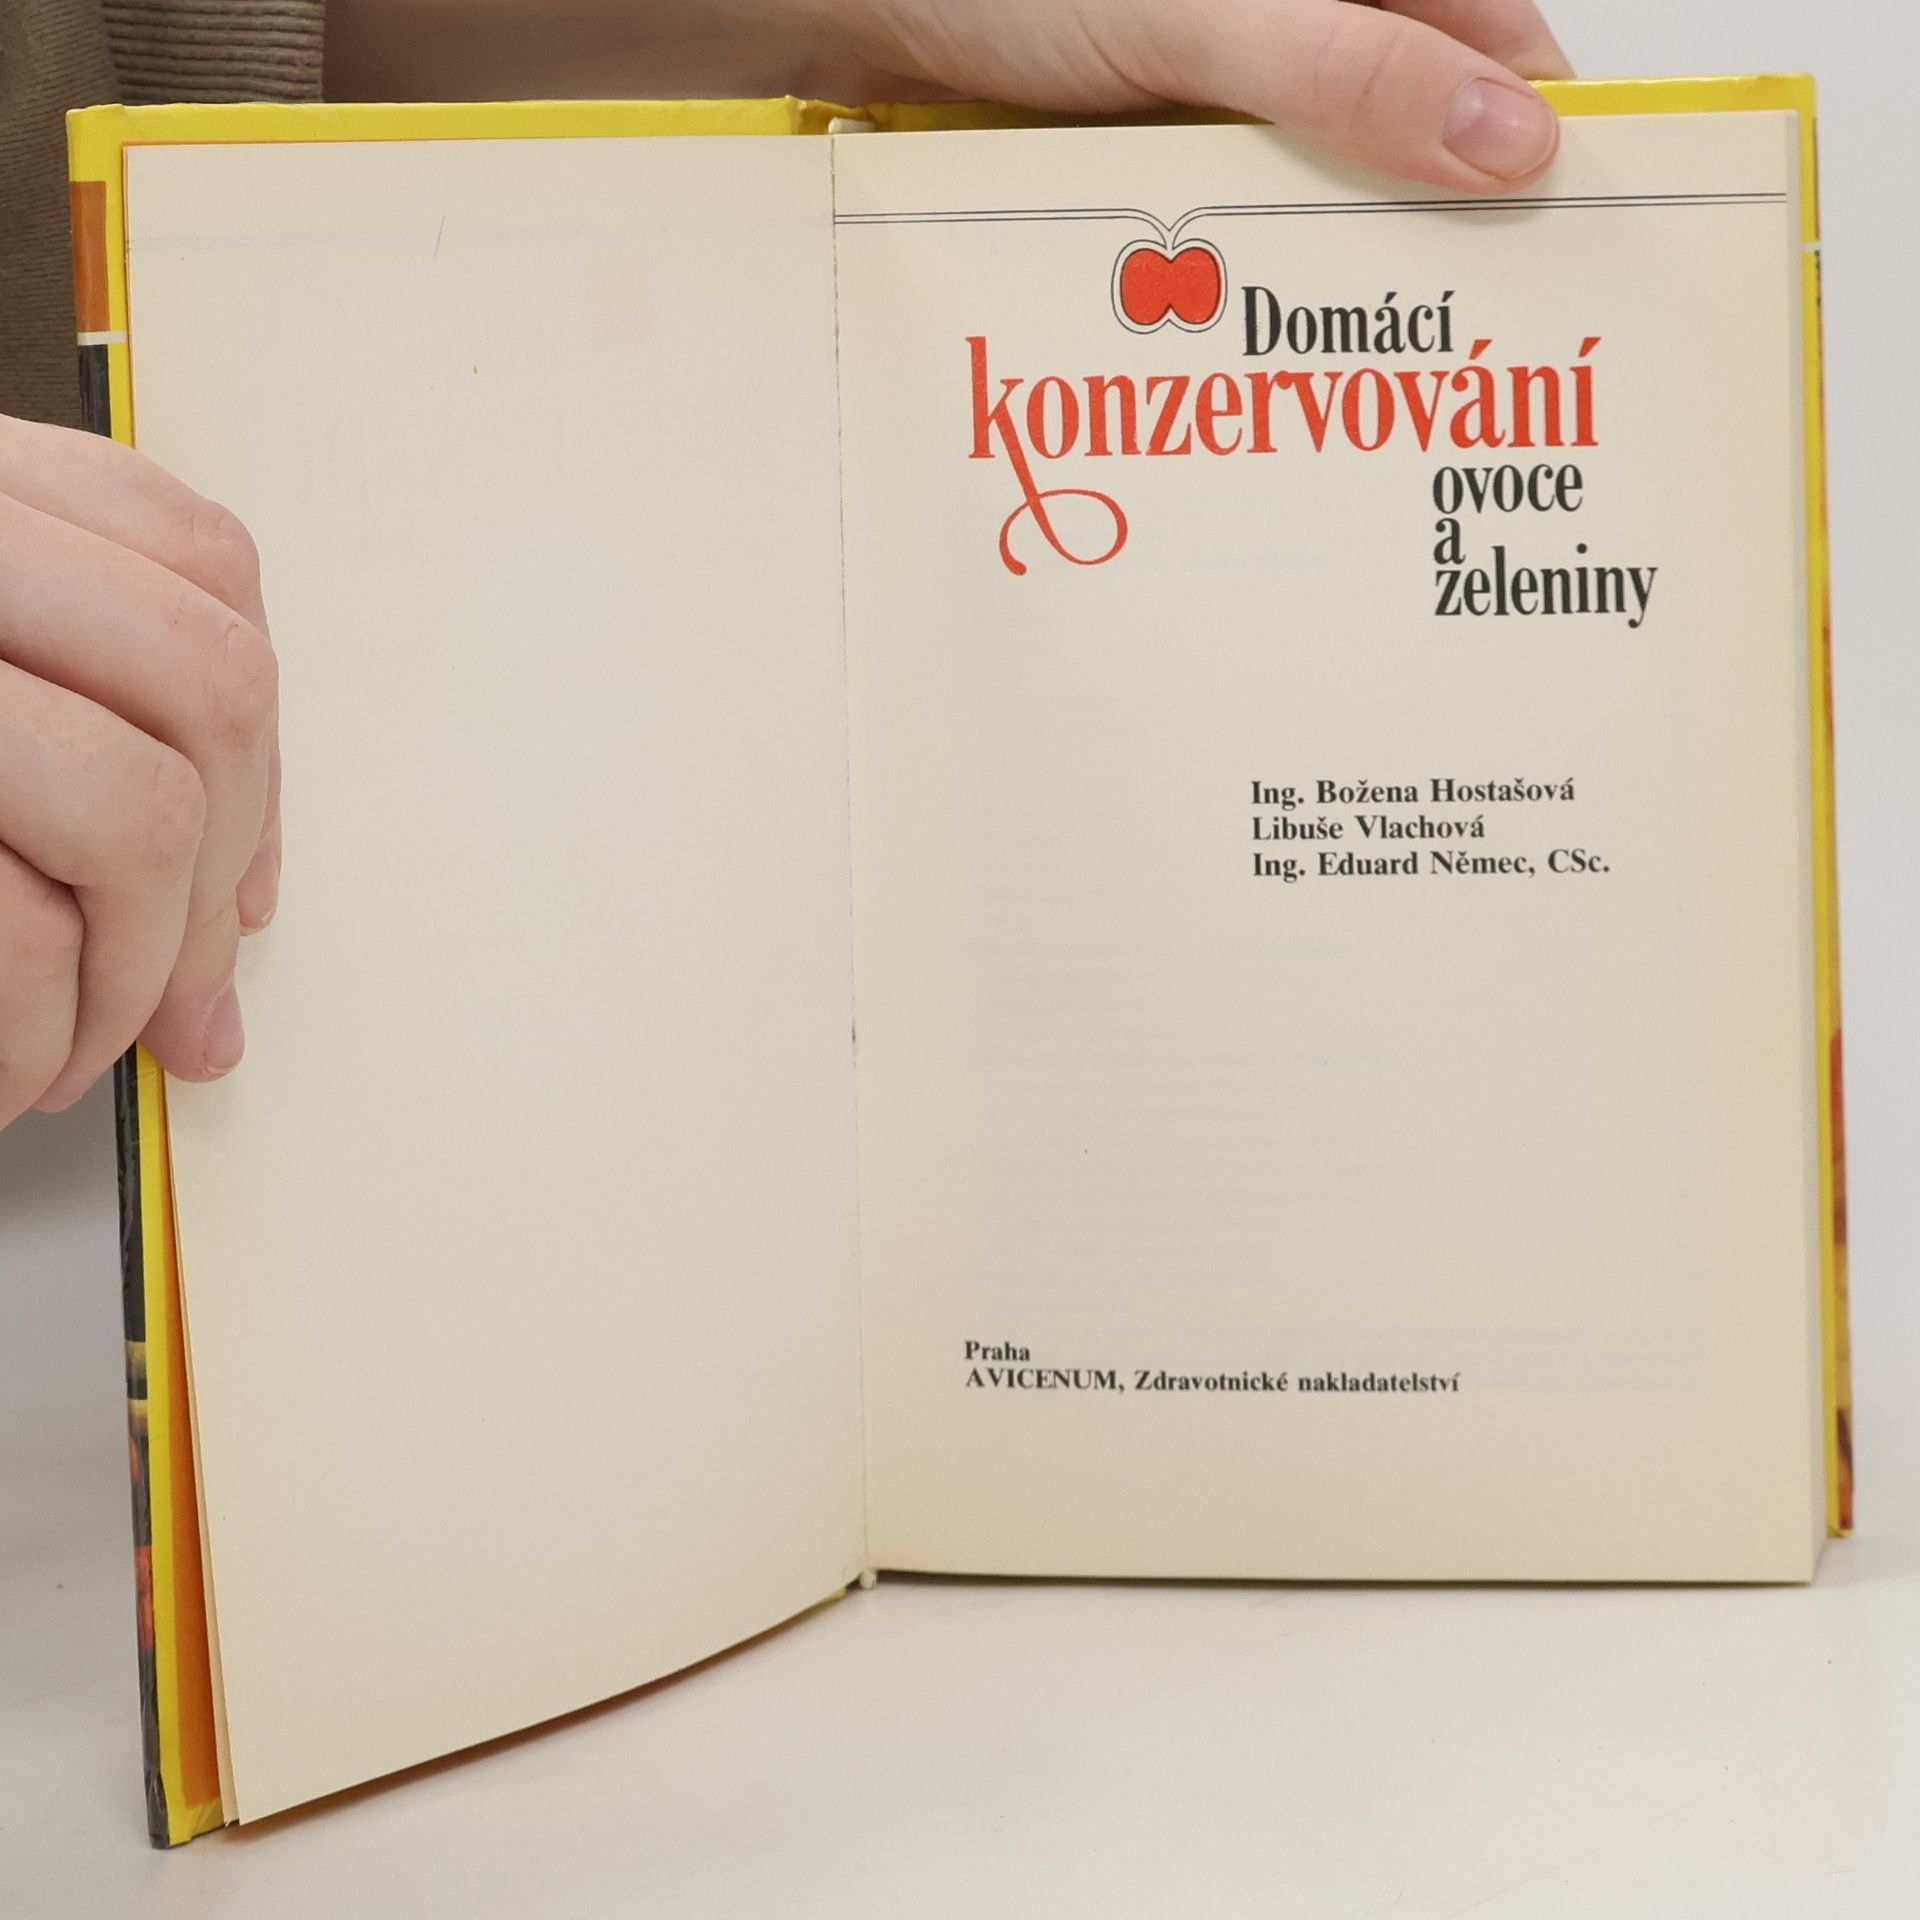 Domácí
konzervování
ovoce
a
zeleniny
Ing. Božena Hostašová
Libuše Vlachová
Ing. Eduard Němec, CSc.
Praha
AVICENUM, Zdravotnické nakladatelství